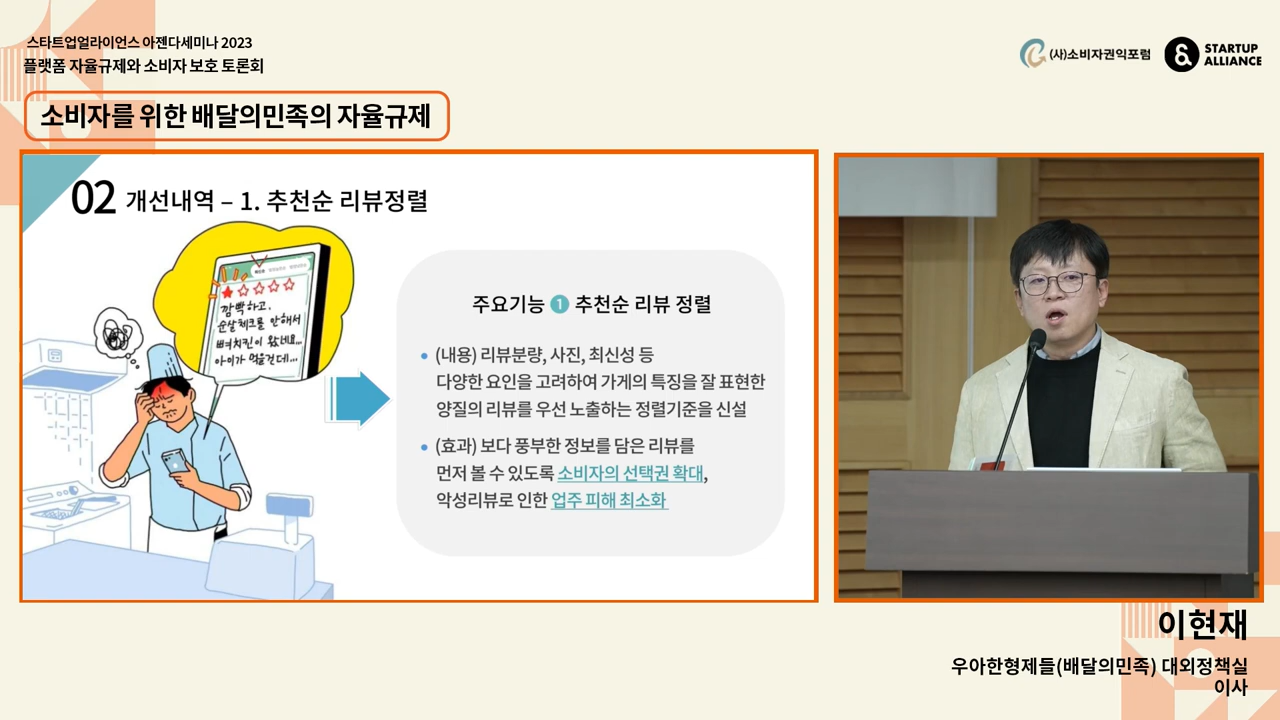 스타트업얼라이언스 아젠다세미나 2023
플랫폼 자율규제와 소비자 보호 토론회
(사)소비자권익포럼
&
STARTUP
ALLIANCE
소비자를 위한 배달의민족의 자율규제
02 개선내역 – 1. 추천순 리뷰정렬
깜빡하고,
순살체크를 안해서
뼈치킨이 왔네요...
아이가 먹을건데...
주요기능 1 추천순 리뷰 정렬
• (내용) 리뷰분량, 사진, 최신성 등
다양한 요인을 고려하여 가게의 특징을 잘 표현한
양질의 리뷰를 우선 노출하는 정렬기준을 신설
• (효과) 보다 풍부한 정보를 담은 리뷰를
먼저 볼 수 있도록 소비자의 선택권 확대,
악성리뷰로 인한 업주 피해 최소화
이현재
우아한형제들(배달의민족) 대외정책실
이사